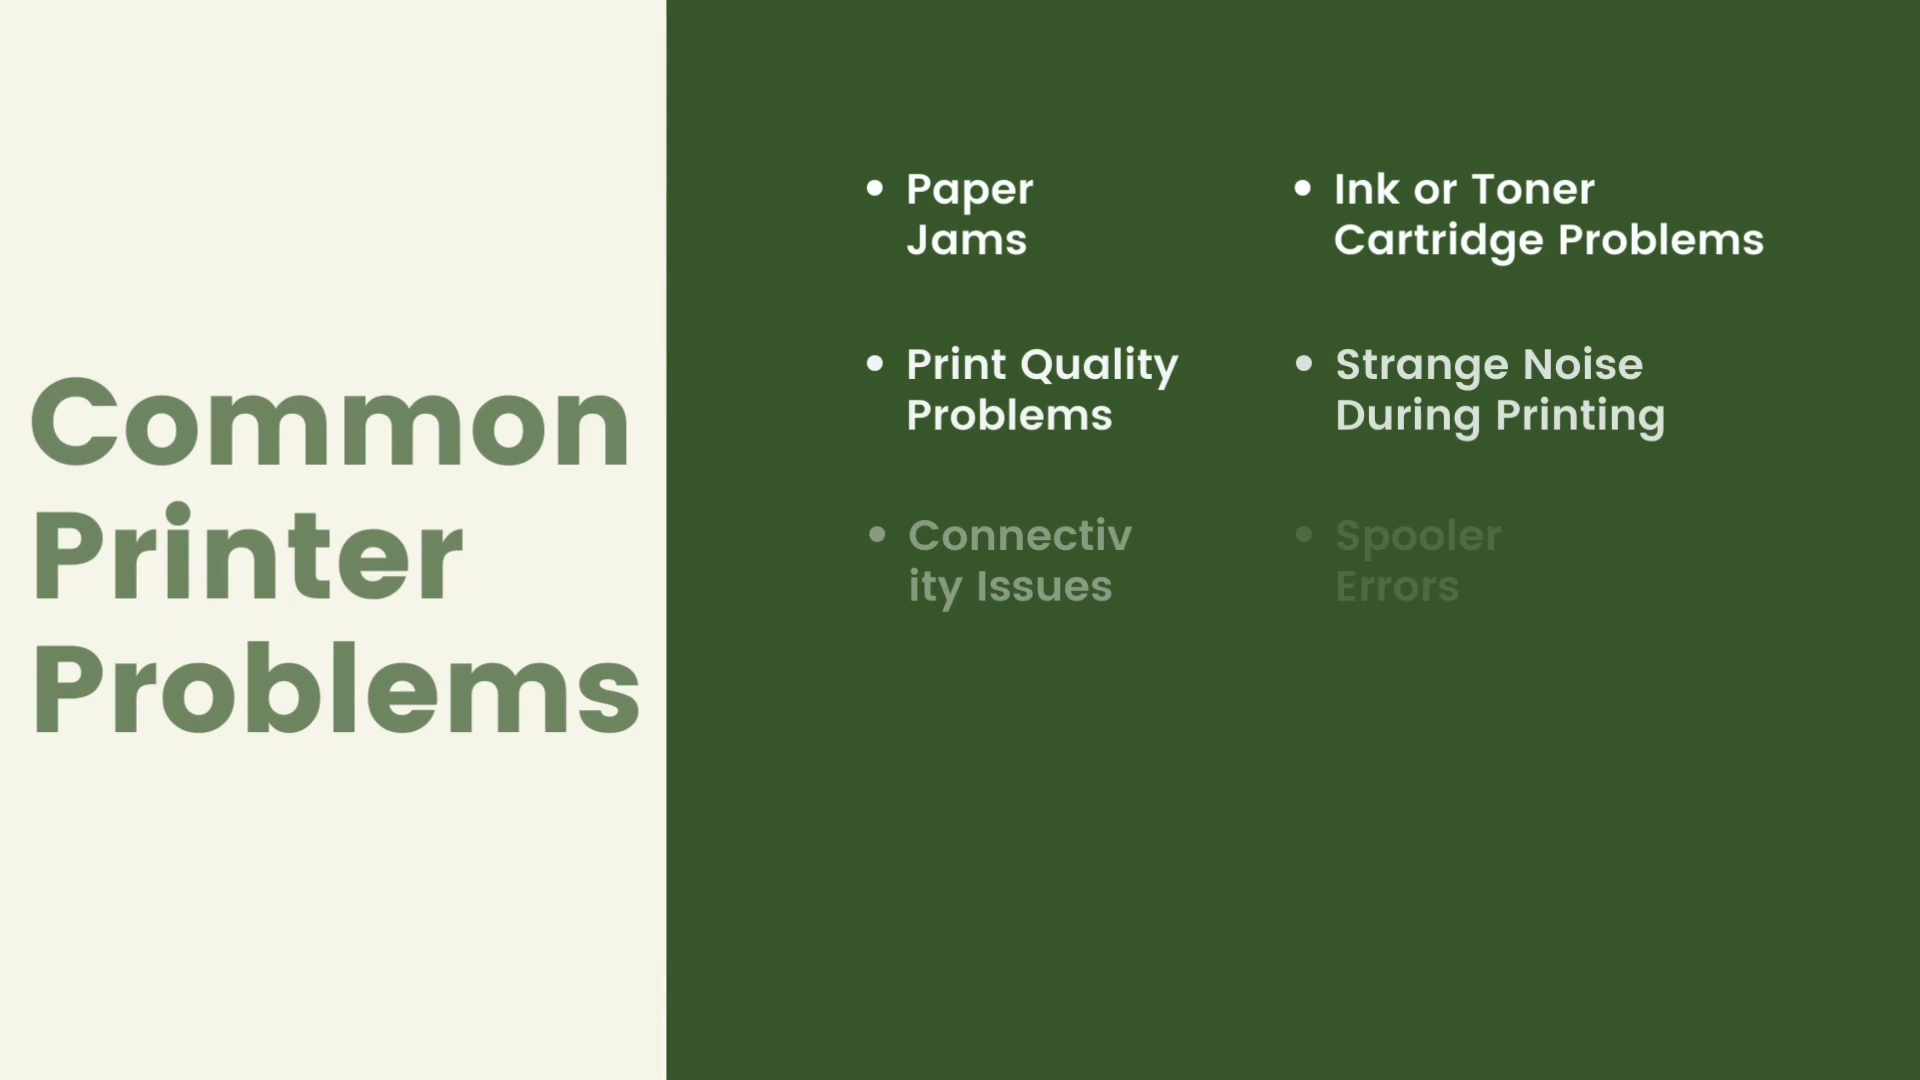 Common
Printer
Problems
• Paper
Jams
• Ink or Toner
Cartridge Problems
• Print Quality
Problems
• Strange Noise
During Printing
• Connectiv
ity Issues
• Spooler
Errors